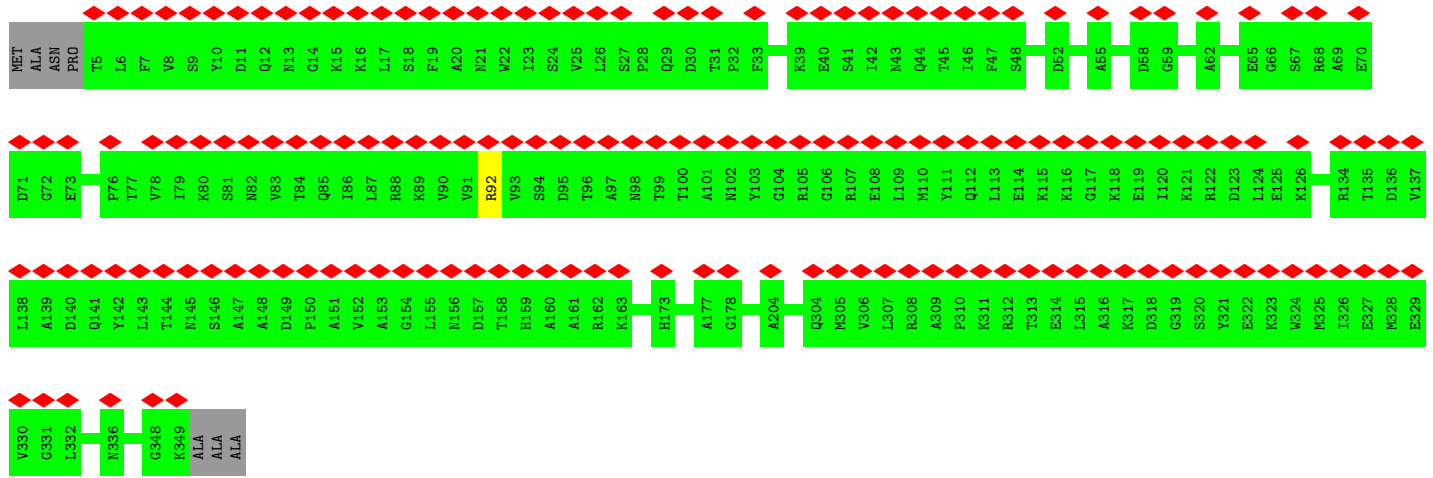 MET ALA ASN PRO T5 L6 F7 V8 S9 Y10 D11 Q12 N13 G14 K15 K16 L17 S18 F19 A20 N21 W22 I23 S24 V25 L26 S27 P28 Q29 D30 T31 P32 F33 K39 E40 S41 I42 N43 Q44 T45 I46 F47 S48 D52 A55 D58 G59 A62 E65 G66 S67 R68 A69 E70
D71 G72 E73 P76 T77 V78 I79 K80 S81 N82 V83 T84 Q85 I86 L87 R88 K89 V90 V91 R92 V93 S94 D95 T96 A97 N98 T99 T100 A101 N102 Y103 G104 R105 G106 R107 E108 L109 M110 Y111 Q112 L113 E114 K115 K116 G117 K118 E119 I120 K121 R122 D123 L124 E125 K126 R134 T135 D136 V137
L138 A139 D140 Q141 Y142 L143 T144 N145 S146 A147 A148 D149 P150 A151 V152 A153 G154 L155 N156 D157 T158 H159 A160 A161 R162 K163 H173 A177 G178 A204 Q304 M305 V306 L307 R308 A309 P310 K311 R312 T313 E314 L315 A316 K317 D318 G319 S320 Y321 E322 K323 W324 M325 I326 E327 M328 E329
V330 G331 L332 N336 G348 K349 ALA ALA ALA